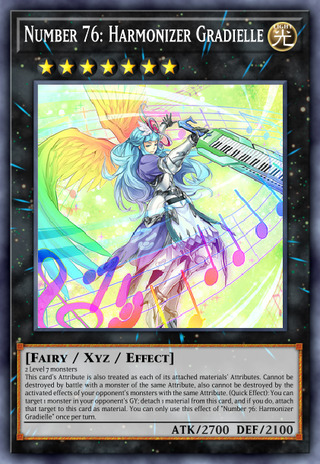 Number 76: Harmonizer Gradielle
LIGHT
光
[Fairy / Xyz / Effect]
2 Level 7 monsters
This card's Attribute is also treated as each of its attached materials' Attributes. Cannot be
destroyed by battle with a monster of the same Attribute, also cannot be destroyed by the
activated effects of your opponent's monsters with the same Attribute. (Quick Effect): You can
target 1 monster in your opponent's GY; detach 1 material from this card, and if you do, attach
that target to this card as material. You can only use this effect of "Number 76: Harmonizer
Gradielle" once per turn.
ATK/2700 DEF/2100